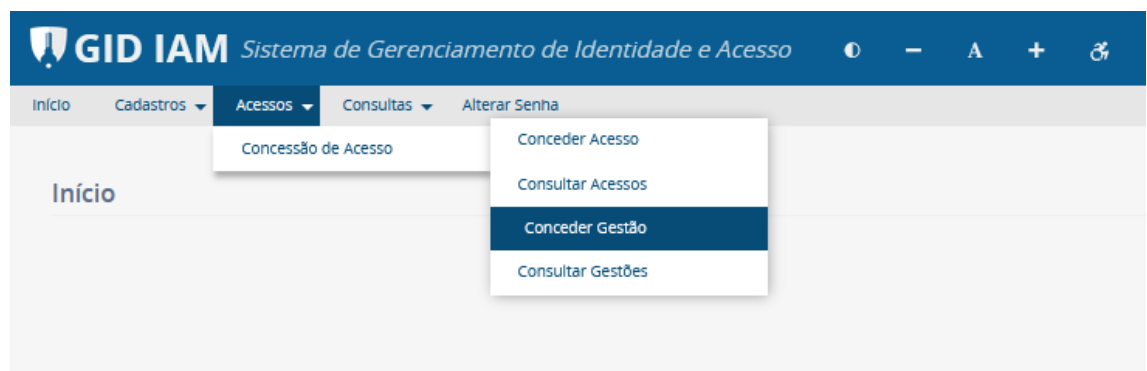 GID IAM Sistema de Gerenciamento de Identidade e Acesso − A +
Início Cadastros Acessos Consultas Alterar Senha
Concessão de Acesso
Conceder Acesso
Consultar Acessos
Conceder Gestão
Consultar Gestões
Início